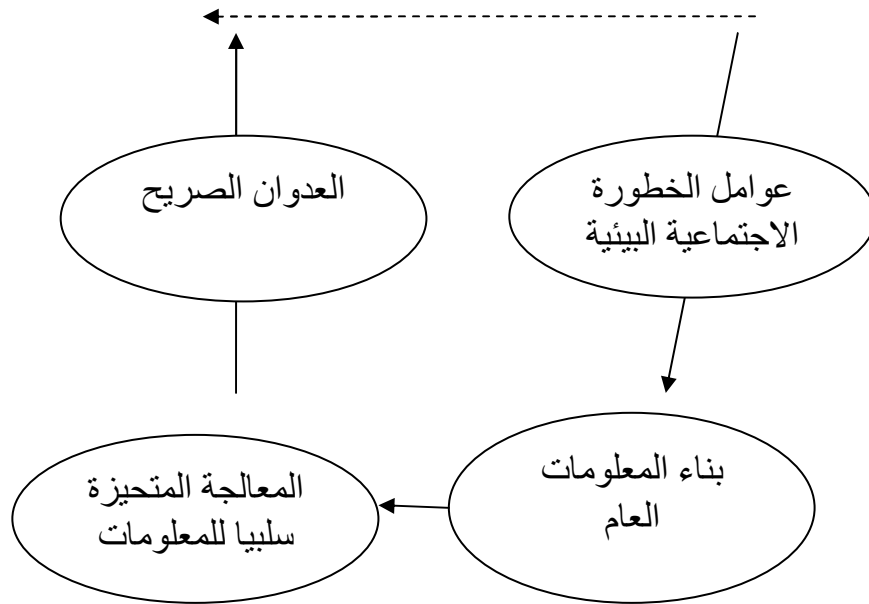 عوامل الخطورة
الاجتماعية البيئية
العدوان الصريح
بناء المعلومات
العام
المعالجة المتحيزة
سلبيا للمعلومات